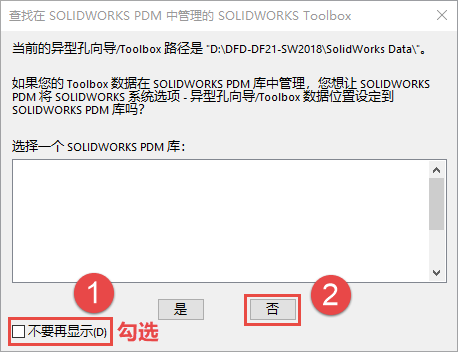 查找在 SOLIDWORKS PDM 中管理的 SOLIDWORKS Toolbox
当前的异型孔向导/Toolbox 路径是 "D:\DFD-DF21-SW2018\SolidWorks Data\"。
如果您的 Toolbox 数据在 SOLIDWORKS PDM 库中管理，您想让 SOLIDWORKS
PDM 将 SOLIDWORKS 系统选项 - 异型孔向导/Toolbox 数据位置设定到
SOLIDWORKS PDM 库吗?
选择一个 SOLIDWORKS PDM 库：
1
2
是
否
不要再显示(D)
勾选